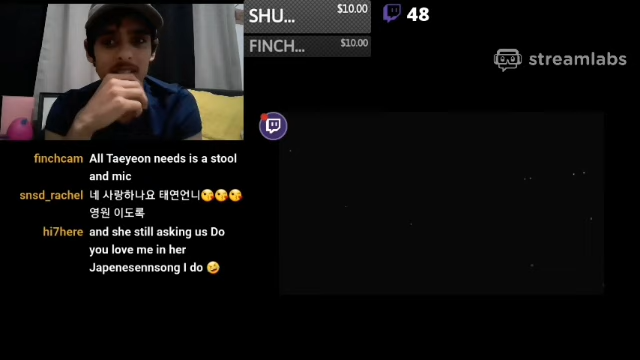 SHU... $10.00
FINCH... $10.00
48
streamlabs
finchcam All Taeyeon needs is a stool
and mic
snsd_rachel 네 사랑하나요 태연언니😘😘😘
영원 이도록
hi7here and she still asking us Do
you love me in her
Japenesennsong I do 🤣